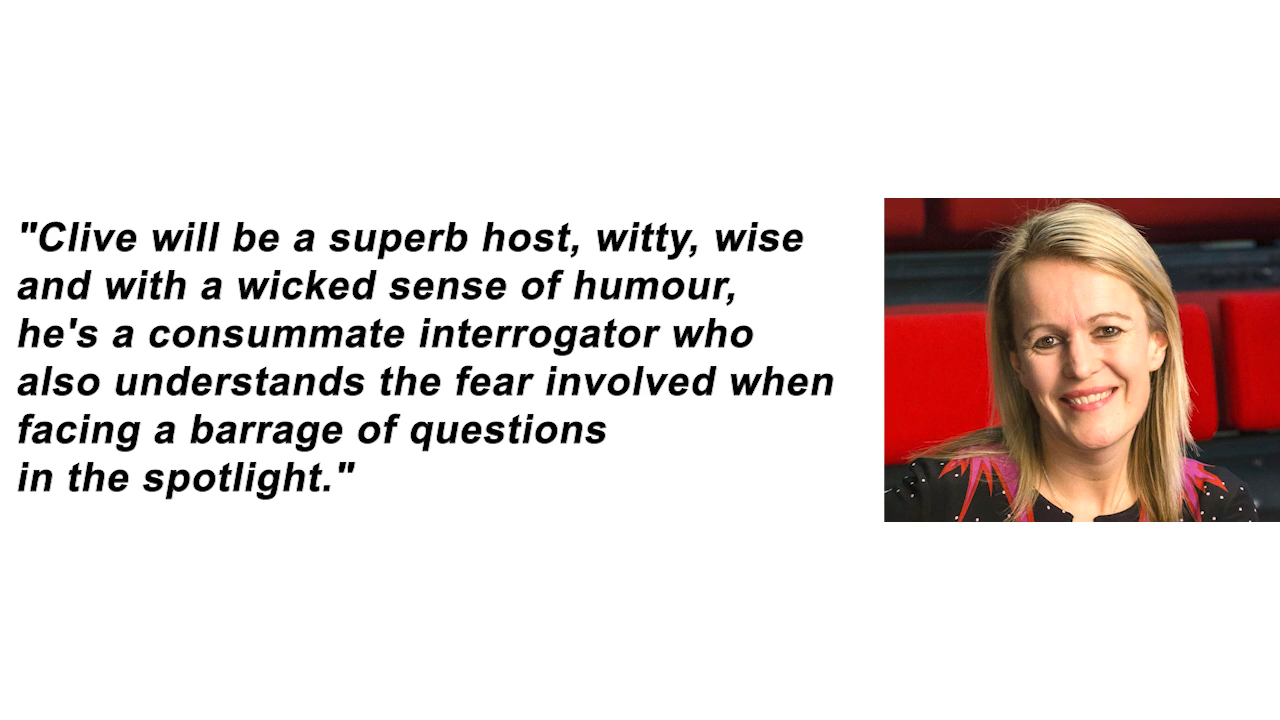 "Clive will be a superb host, witty, wise
and with a wicked sense of humour,
he's a consummate interrogator who
also understands the fear involved when
facing a barrage of questions
in the spotlight."